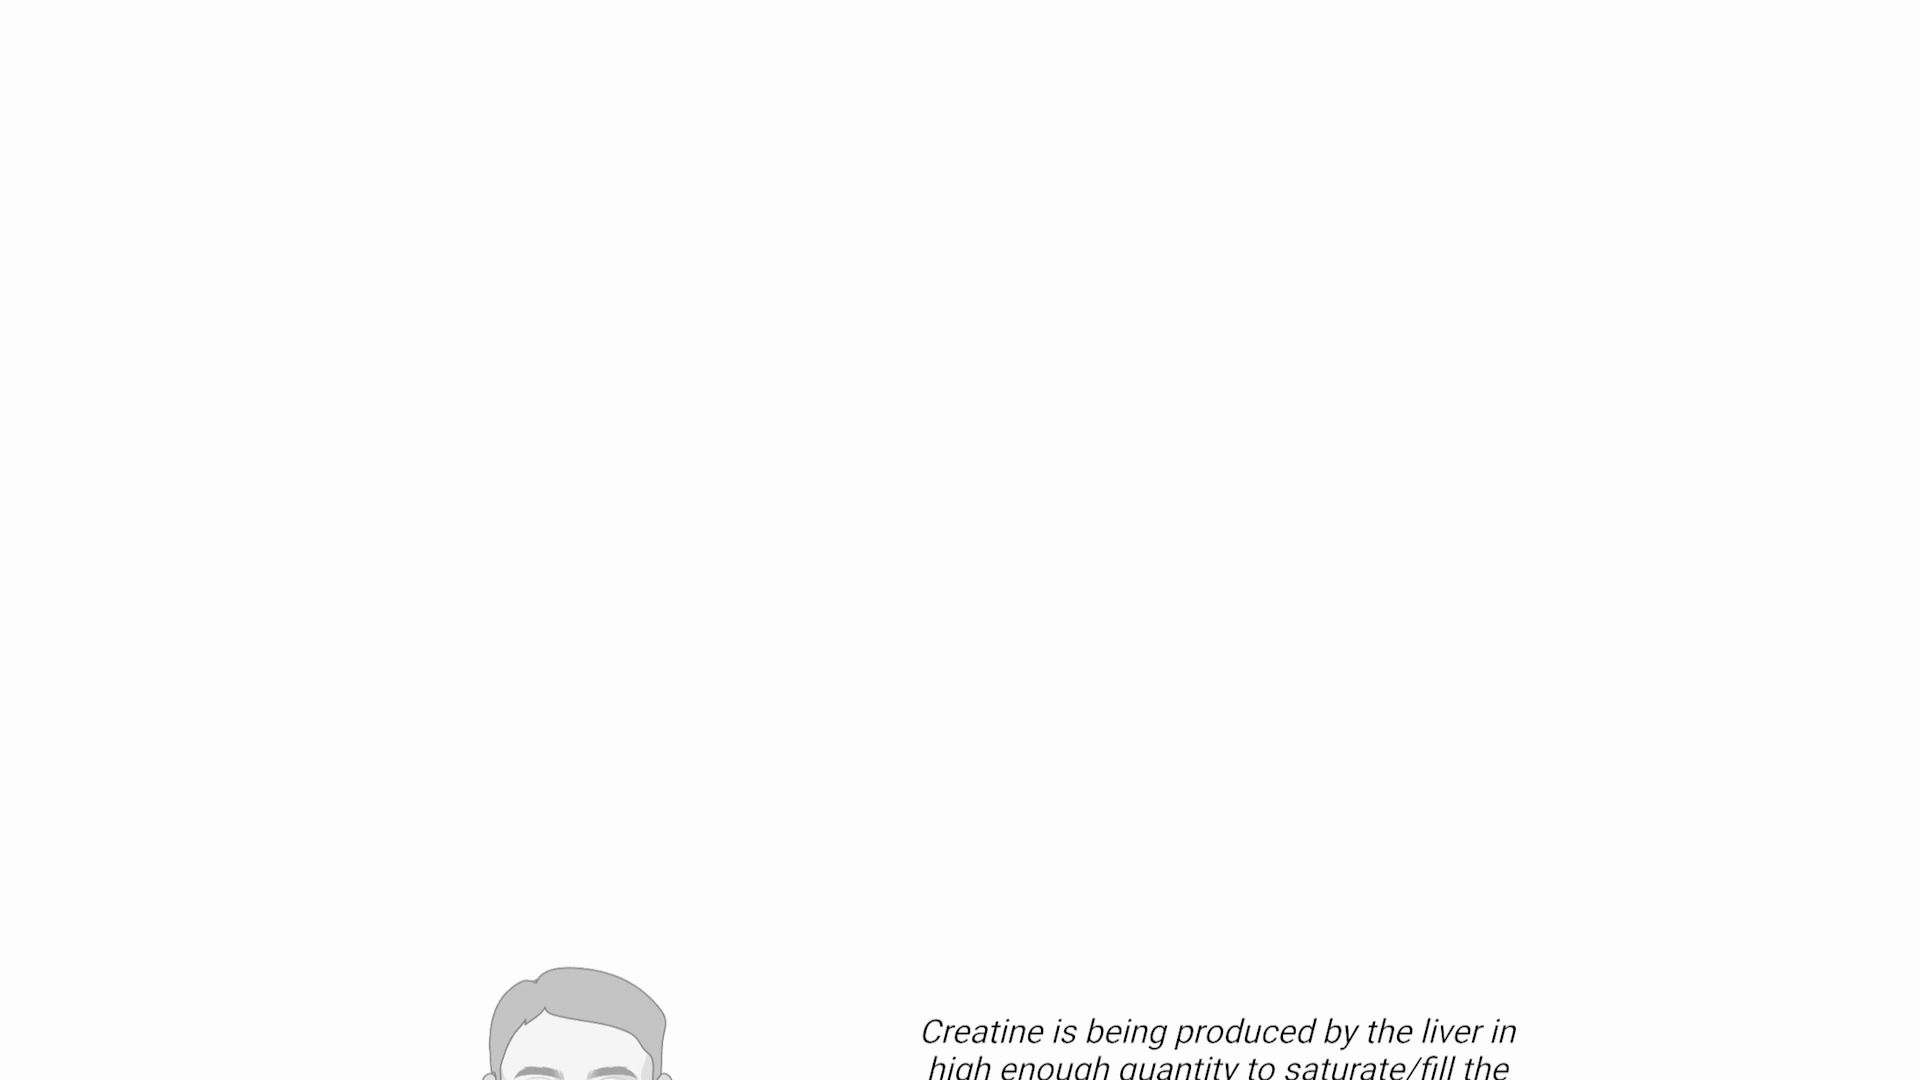 Creatine is being produced by the liver in
high enough quantity to saturate/fill the